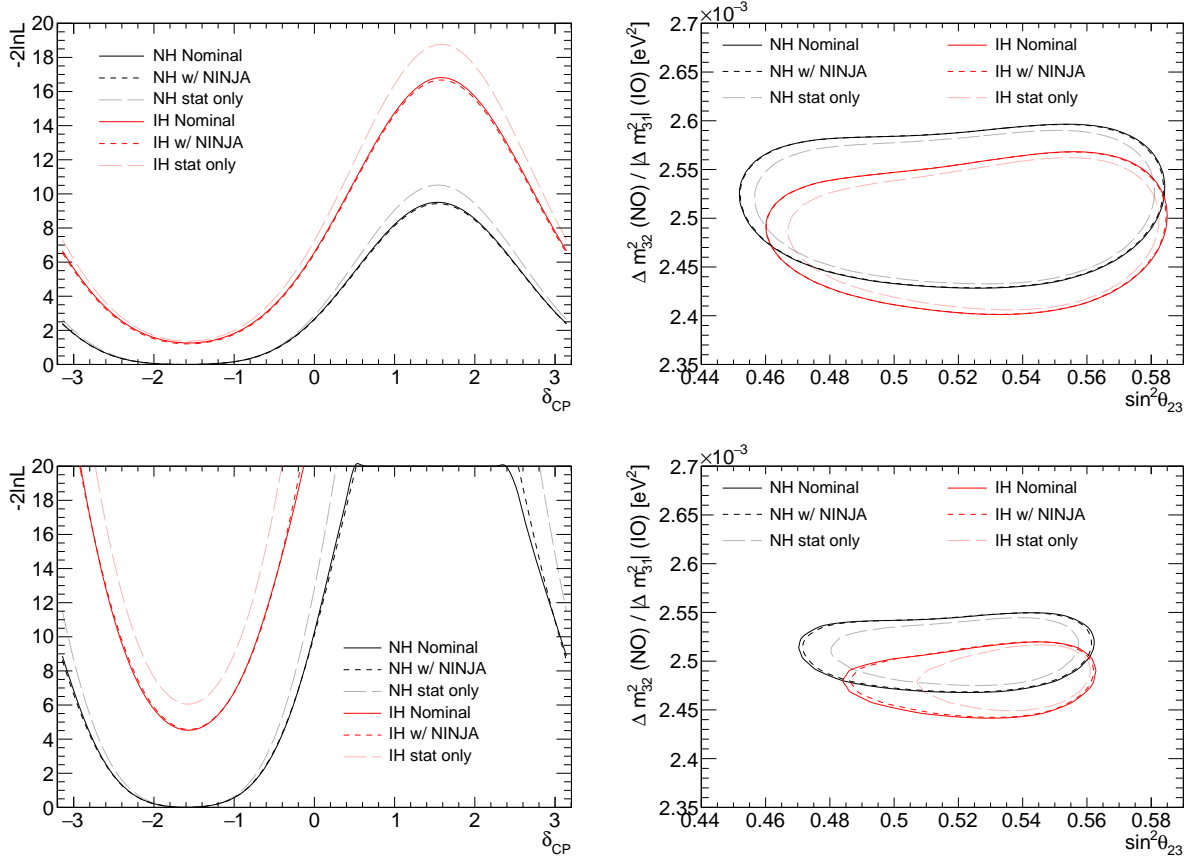 -2lnL
20
18
16
14
12
10
8
6
4
2
0
NH Nominal
NH w/ NINJA
NH stat only
IH Nominal
IH w/ NINJA
IH stat only
−3 −2 −1 0 1 2 3
δCP
×10−3
Δ m²32 (NO) / |Δ m²31| (IO) [eV²]
2.7
2.65
2.6
2.55
2.5
2.45
2.4
2.35
NH Nominal IH Nominal
NH w/ NINJA IH w/ NINJA
NH stat only IH stat only
0.44 0.46 0.48 0.5 0.52 0.54 0.56 0.58
sin²θ23
-2lnL
20
18
16
14
12
10
8
6
4
2
0
NH Nominal
NH w/ NINJA
NH stat only
IH Nominal
IH w/ NINJA
IH stat only
−3 −2 −1 0 1 2 3
δCP
×10−3
Δ m²32 (NO) / |Δ m²31| (IO) [eV²]
2.7
2.65
2.6
2.55
2.5
2.45
2.4
2.35
NH Nominal IH Nominal
NH w/ NINJA IH w/ NINJA
NH stat only IH stat only
0.44 0.46 0.48 0.5 0.52 0.54 0.56 0.58
sin²θ23